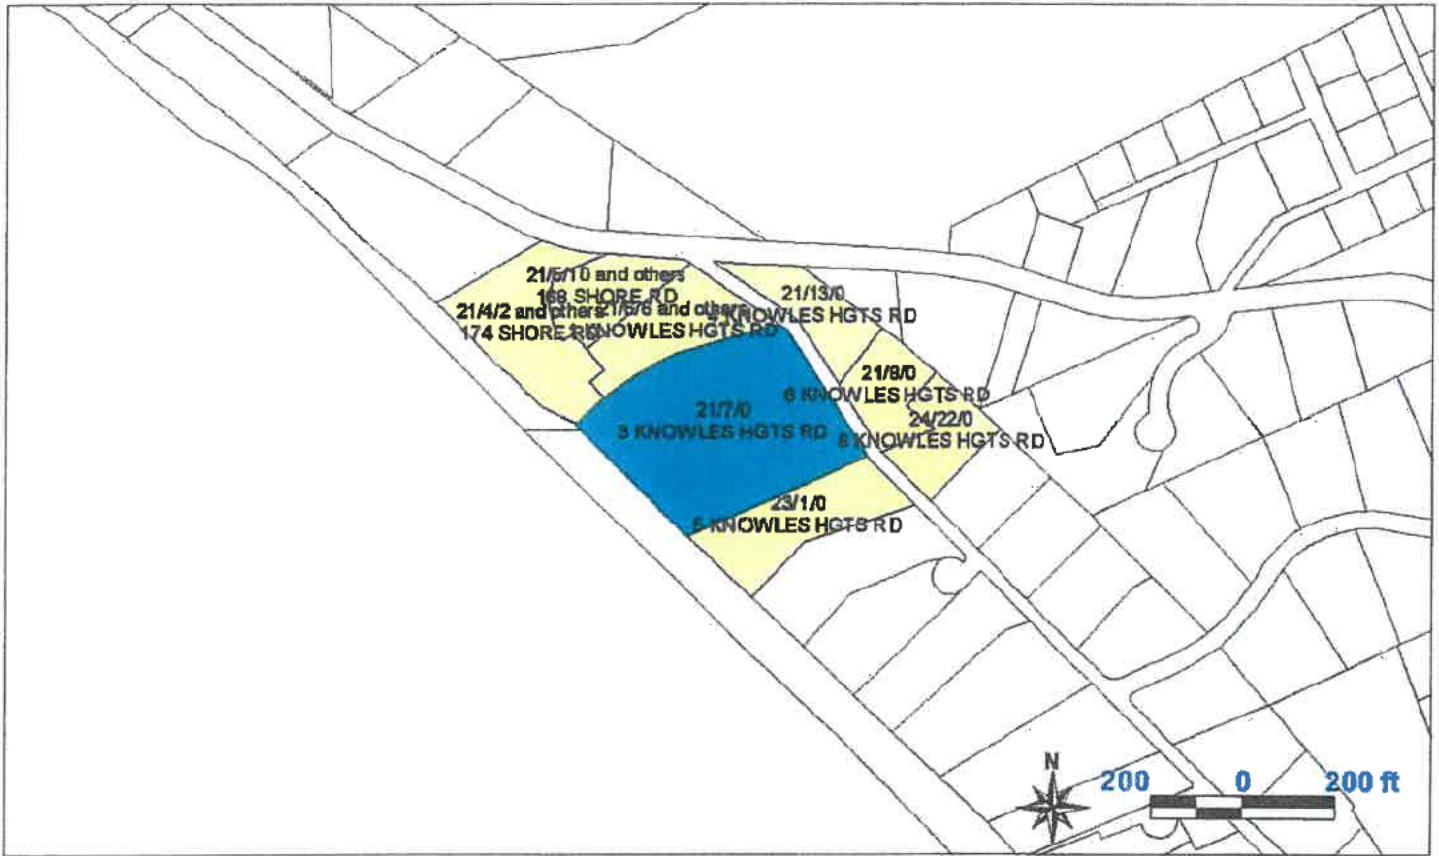 21/5/10 and others
168 SHORE RD
21/4/2 and others
174 SHORE RD
21/6/6 and others
KNOWLES HGTS RD
21/13/0
KNOWLES HGTS RD
21/8/0
6 KNOWLES HGTS RD
21/7/0
3 KNOWLES HGTS RD
24/22/0
8 KNOWLES HGTS RD
23/1/0
KNOWLES HGTS RD
N
200 0 200 ft